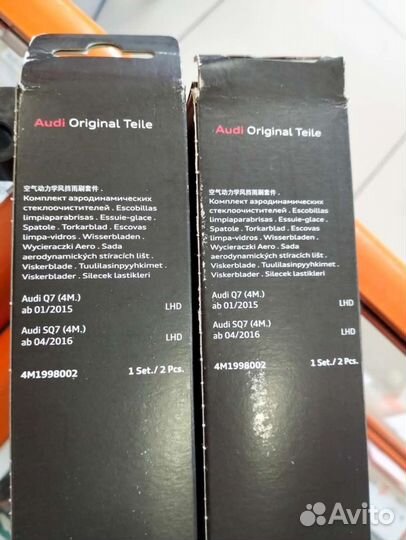 Audi Original Teile
空气动力学风挡雨刷套件 .
Комплект аэродинамических
стеклоочистителей . Escobillas
limpiaparabrisas . Essuie-glace .
Spatole . Torkarblad . Escovas
limpa-vidros . Wisserbladen .
Wycieraczki Aero . Sada
aerodynamických stíracích lišt .
Viskerblade . Tuulilasinpyyhkimet .
Viskerblader . Silecek lastikleri
Audi Q7 (4M.)
ab 01/2015 LHD
Audi SQ7 (4M.)
ab 04/2016 LHD
4M1998002 1 Set./ 2 Pcs.
Audi Original Teile
空气动力学风挡雨刷套件 .
Комплект аэродинамических
стеклоочистителей . Escobillas
limpiaparabrisas . Essuie-glace .
Spatole . Torkarblad . Escovas
limpa-vidros . Wisserbladen .
Wycieraczki Aero . Sada
aerodynamických stíracích lišt .
Viskerblade . Tuulilasinpyyhkimet .
Viskerblader . Silecek lastikleri
Audi Q7 (4M.)
ab 01/2015 LHD
Audi SQ7 (4M.)
ab 04/2016 LHD
4M1998002 1 Set./ 2 Pcs.
Avito